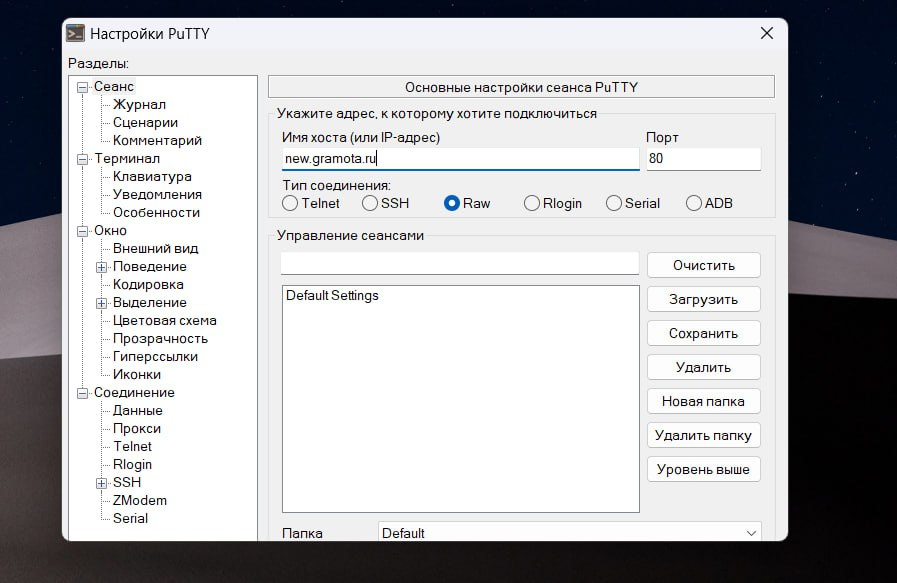 Настройки PuTTY
Разделы:
Сеанс
Журнал
Сценарии
Комментарий
Терминал
Клавиатура
Уведомления
Особенности
Окно
Внешний вид
Поведение
Кодировка
Выделение
Цветовая схема
Прозрачность
Гиперссылки
Иконки
Соединение
Данные
Прокси
Telnet
Rlogin
SSH
ZModem
Serial
Основные настройки сеанса PuTTY
Укажите адрес, к которому хотите подключиться
Имя хоста (или IP-адрес) Порт
new.gramota.ru 80
Тип соединения:
Telnet SSH Raw Rlogin Serial ADB
Управление сеансами
Default Settings
Очистить
Загрузить
Сохранить
Удалить
Новая папка
Удалить папку
Уровень выше
Папка Default